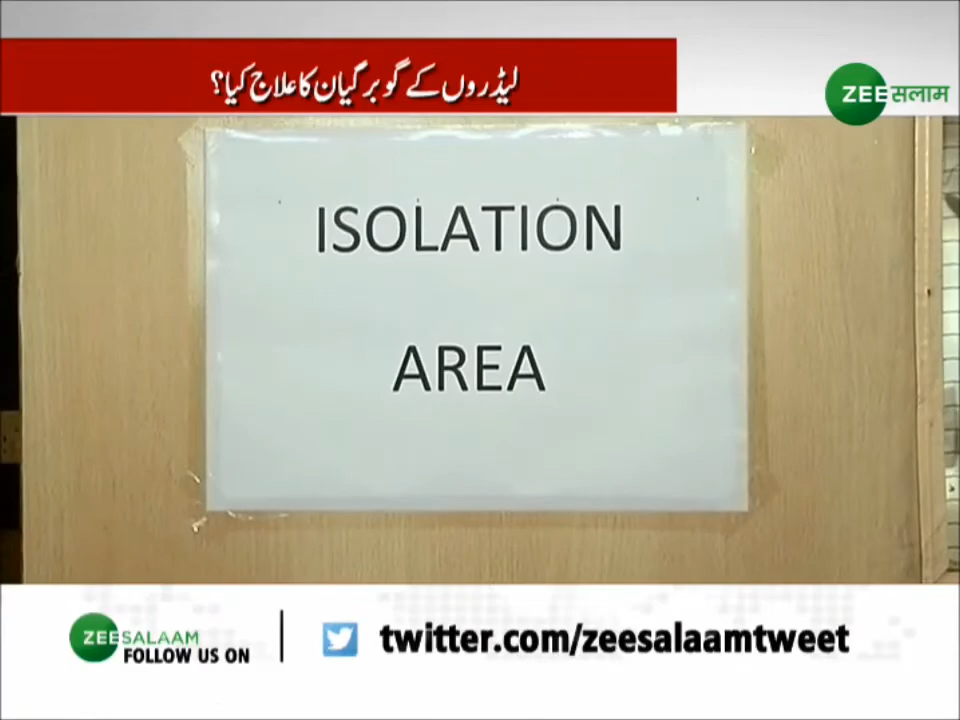 لیڈروں کے گوبر گیان کا علاج کیا؟
ZEE सलाम
ISOLATION
AREA
ZEE SALAAM
FOLLOW US ON
twitter.com/zeesalaamtweet